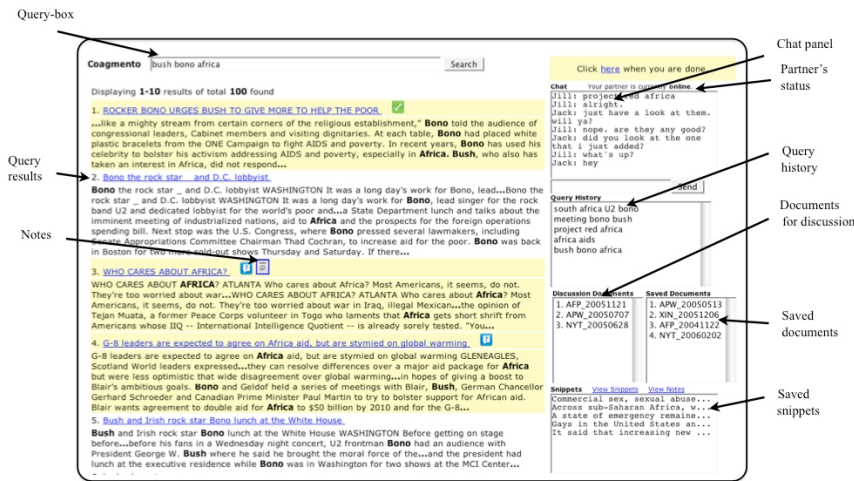 Query-box
Chat panel
Partner's
status
Query
history
Documents
for discussion
Saved
documents
Saved
snippets
Query
results
Notes
Coagmento bush bono africa Search
Displaying 1-10 results of total 100 found
1. ROCKER BONO URGES BUSH TO GIVE MORE TO HELP THE POOR
...like a mighty stream from certain corners of the religious establishment," Bono told the audience of
congressional leaders, Cabinet members and visiting dignitaries. At each table, Bono had placed white
plastic bracelets from the ONE Campaign to fight AIDS and poverty. In recent years, Bono has used his
celebrity to bolster his activism addressing AIDS and poverty, especially in Africa. Bush, who also has
taken an interest in Africa, did not respond...
2. Bono the rock star _ and D.C. lobbyist
Bono the rock star _ and D.C. lobbyist WASHINGTON It was a long day's work for Bono, lead...Bono the
rock star _ and D.C. lobbyist WASHINGTON It was a long day's work for Bono, lead singer for the rock
band U2 and dedicated lobbyist for the world's poor and...a State Department lunch and talks about the
imminent meeting of industrialized nations, aid to Africa and the prospects for the foreign operations
spending bill. Next stop was the U.S. Congress, where Bono pressed several lawmakers, including
Senate Appropriations Committee Chairman Thad Cochran, to increase aid for the poor. Bono was back
in Boston for two more sold-out shows Thursday and Saturday. If there...
3. WHO CARES ABOUT AFRICA?
WHO CARES ABOUT AFRICA? ATLANTA Who cares about Africa? Most Americans, it seems, do not.
They're too worried about war...WHO CARES ABOUT AFRICA? ATLANTA Who cares about Africa? Most
Americans, it seems, do not. They're too worried about war in Iraq, illegal Mexican...the opinion of
Tejan Muata, a former Peace Corps volunteer in Togo who laments that Africa gets short shrift from
Americans whose IIQ -- International Intelligence Quotient -- is already sorely tested. "You...
4. G-8 leaders are expected to agree on Africa aid, but are stymied on global warming
G-8 leaders are expected to agree on Africa aid, but are stymied on global warming GLENEAGLES,
Scotland World leaders expressed...they can resolve differences over a major aid package for Africa
but were less optimistic that wide disagreement over global warming...in hopes of giving a boost to
Blair's ambitious goals. Bono and Geldof held a series of meetings with Blair, Bush, German Chancellor
Gerhard Schroeder and Canadian Prime Minister Paul Martin to try to bolster support for African aid.
Blair wants agreement to double aid for Africa to $50 billion by 2010 and for the G-8...
5. Bush and Irish rock star Bono lunch at the White House
Bush and Irish rock star Bono lunch at the White House WASHINGTON Before getting on stage
before...before his fans in a Wednesday night concert, U2 frontman Bono had an audience with
President George W. Bush where he said he brought the moral force of the...and the president had
lunch at the executive residence while Bono was in Washington for two shows at the MCI Center...
Click here when you are done
Chat Your partner is currently online.
Jill: project red africa
Jill: alright.
Jack: just have a look at them.
will ya?
Jill: nope. are they any good?
Jack: did you look at the one
that i just added?
Jill: what's up?
Jack: hey
Send
Query History
south africa U2 bono
meeting bono bush
project red africa
africa aids
bush bono africa
Discussion Documents Saved Documents
1. AFP_20051121 1. APW_20050513
2. APW_20050707 2. XIN_20051206
3. NYT_20050628 3. AFP_20041122
4. NYT_20060202
Snippets View Snippets View Notes
Commercial sex, sexual abuse...
Across sub-Saharan Africa, w...
A state of emergency remaine...
Gays in the United States an...
It said that increasing new ...